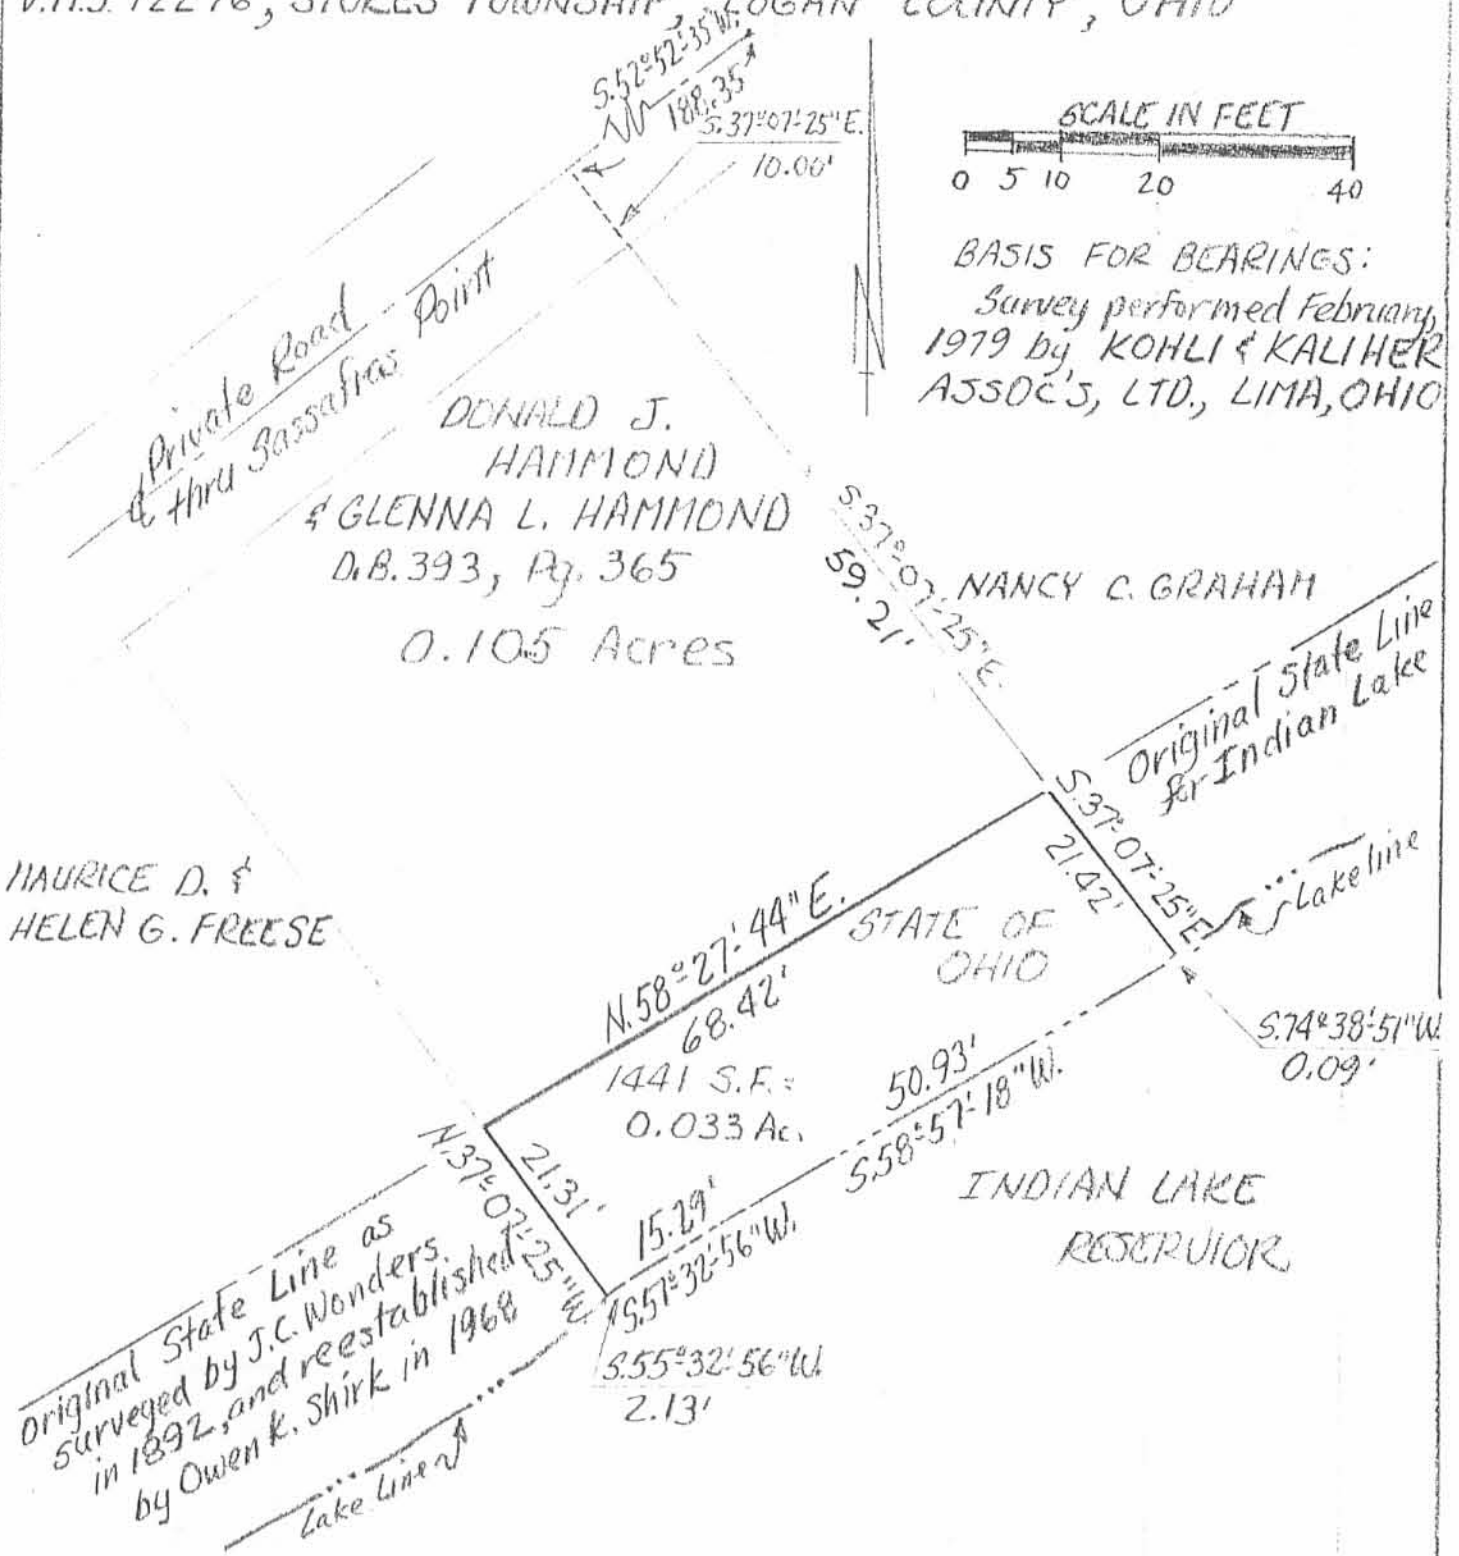 V.M.S. 12276, STOKES TOWNSHIP, LOGAN COUNTY, OHIO
S.52°-52'-35"W.
188.35'
S.37°-07'-25"E.
10.00'
SCALE IN FEET
0 5 10 20 40
BASIS FOR BEARINGS:
Survey performed February,
1979 by KOHLI & KALIHER
ASSOC'S, LTD., LIMA, OHIO
N
℄ Private Road
thru Sassafras Point
DONALD J.
HAMMOND
& GLENNA L. HAMMOND
D.B.393, Pg. 365
0.105 Acres
S.37°-07'-25"E.
59.21'
NANCY C. GRAHAM
Original State Line
for Indian Lake
S.37°-07'-25"E.
21.42'
Lake line
MAURICE D. &
HELEN G. FREESE
N.58°-27'-44"E.
68.42'
STATE OF
OHIO
1441 S.F. =
0.033 Ac.
S.74°-38'-51"W.
0.09'
50.93'
S.58°-57'-18"W.
N.37°-07'-25"W.
21.31'
15.29'
S.57°-32'-56"W.
INDIAN LAKE
RESERVIOR
S.55°-32'-56"W.
2.13'
Original State Line as
surveyed by J.C. Wonders
in 1892, and reestablished
by Owen K. Shirk in 1968
Lake Line